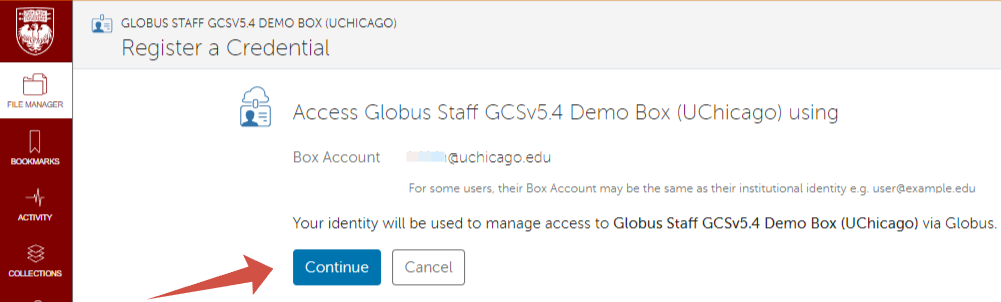 GLOBUS STAFF GCSV5.4 DEMO BOX (UCHICAGO)
Register a Credential
FILE MANAGER
BOOKMARKS
ACTIVITY
COLLECTIONS
Access Globus Staff GCSv5.4 Demo Box (UChicago) using
Box Account @uchicago.edu
For some users, their Box Account may be the same as their institutional identity e.g. user@example.edu
Your identity will be used to manage access to Globus Staff GCSv5.4 Demo Box (UChicago) via Globus.
Continue Cancel